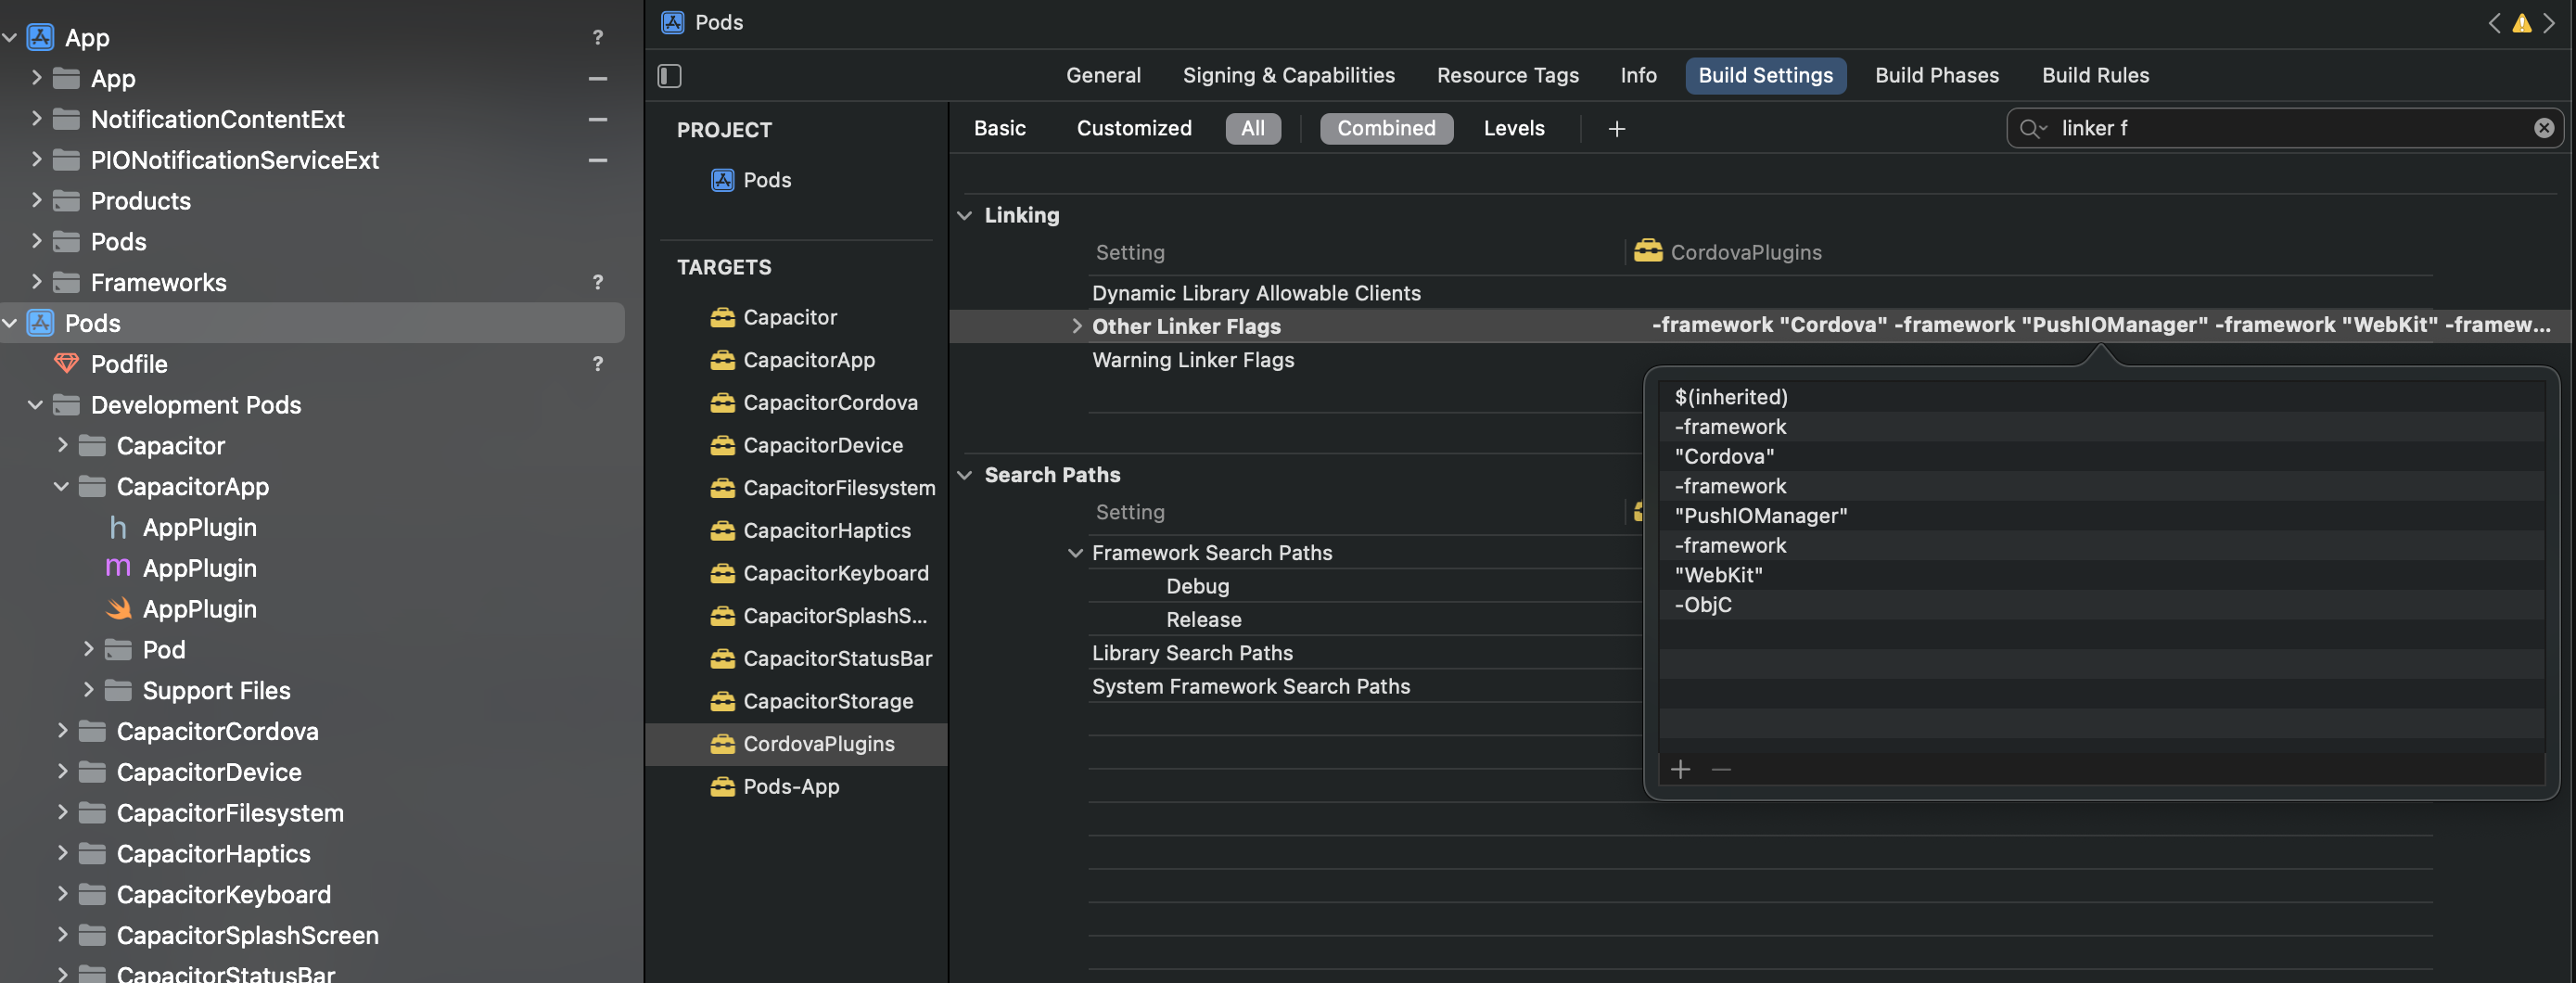 App ?
App
NotificationContentExt
PIONotificationServiceExt
Products
Pods
Frameworks ?
Pods
Podfile ?
Development Pods
Capacitor
CapacitorApp
h AppPlugin
m AppPlugin
AppPlugin
Pod
Support Files
CapacitorCordova
CapacitorDevice
CapacitorFilesystem
CapacitorHaptics
CapacitorKeyboard
CapacitorSplashScreen
CapacitorStatusBar
Pods
General Signing & Capabilities Resource Tags Info Build Settings Build Phases Build Rules
PROJECT
Pods
TARGETS
Capacitor
CapacitorApp
CapacitorCordova
CapacitorDevice
CapacitorFilesystem
CapacitorHaptics
CapacitorKeyboard
CapacitorSplashS...
CapacitorStatusBar
CapacitorStorage
CordovaPlugins
Pods-App
Basic Customized All Combined Levels + linker f
Linking
Setting CordovaPlugins
Dynamic Library Allowable Clients
Other Linker Flags -framework "Cordova" -framework "PushIOManager" -framework "WebKit" -framew...
Warning Linker Flags
Search Paths
Setting
Framework Search Paths
Debug
Release
Library Search Paths
System Framework Search Paths
$(inherited)
-framework
"Cordova"
-framework
"PushIOManager"
-framework
"WebKit"
-ObjC